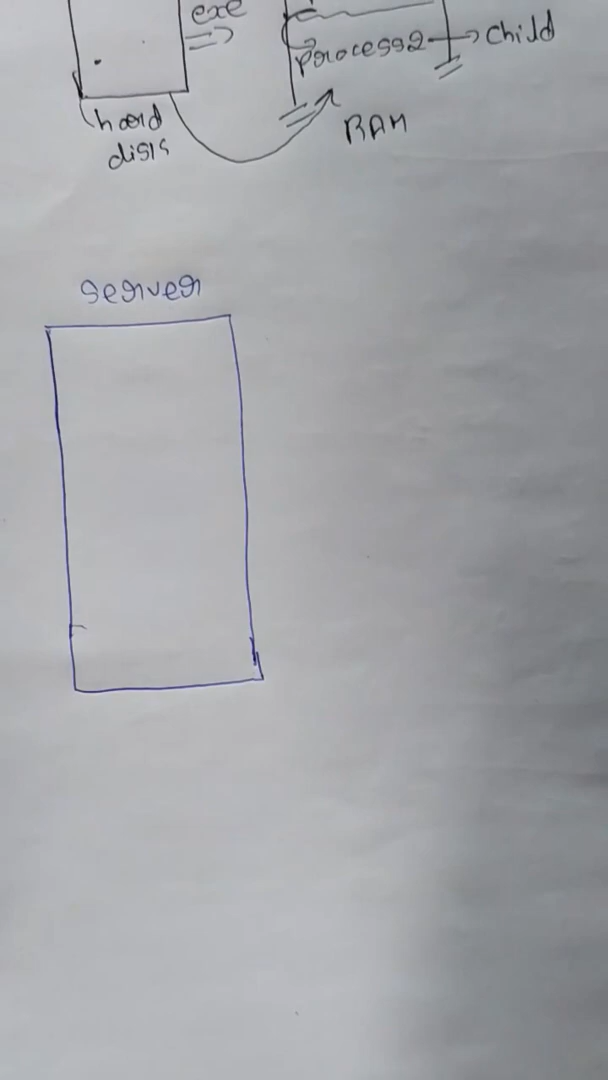 exe
process2 → child
hard
disk
RAM
server